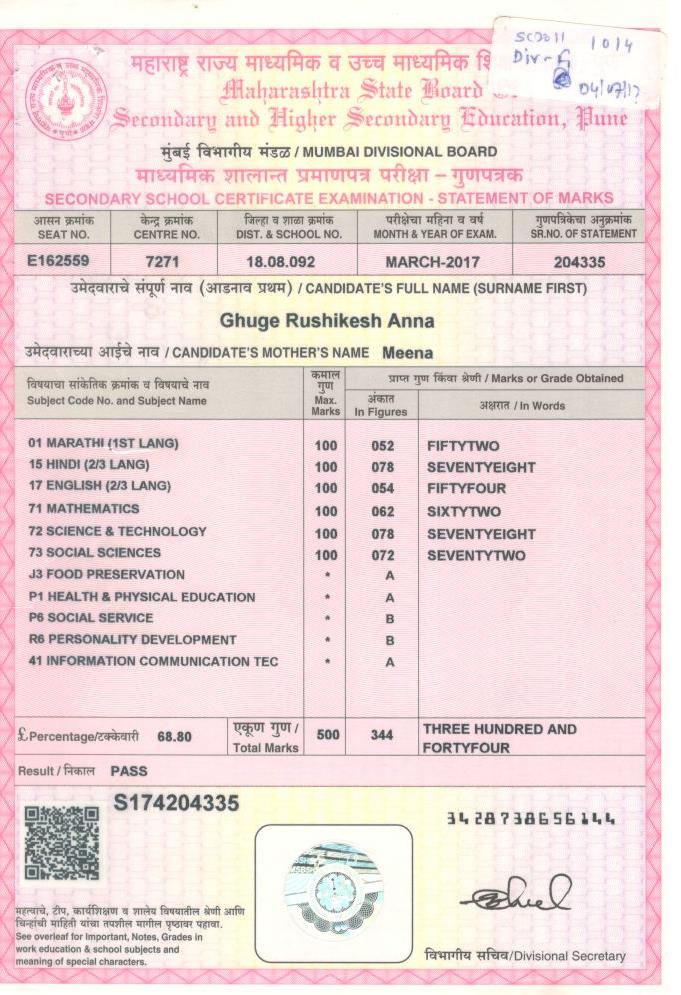 SCO011 1014
Div-
04/07/17
महाराष्ट्र राज्य माध्यमिक व उच्च माध्यमिक
Maharashtra State Board
Secondary and Higher Secondary Education, Pune
मुंबई विभागीय मंडळ / MUMBAI DIVISIONAL BOARD
माध्यमिक शालान्त प्रमाणपत्र परीक्षा – गुणपत्रक
SECONDARY SCHOOL CERTIFICATE EXAMINATION - STATEMENT OF MARKS
आसन क्रमांक केन्द्र क्रमांक जिल्हा व शाळा क्रमांक परीक्षेचा महिना व वर्ष गुणपत्रिकेचा अनुक्रमांक
SEAT NO. CENTRE NO. DIST. & SCHOOL NO. MONTH & YEAR OF EXAM. SR.NO. OF STATEMENT
E162559 7271 18.08.092 MARCH-2017 204335
उमेदवाराचे संपूर्ण नाव (आडनाव प्रथम) / CANDIDATE'S FULL NAME (SURNAME FIRST)
Ghuge Rushikesh Anna
उमेदवाराच्या आईचे नाव / CANDIDATE'S MOTHER'S NAME Meena
विषयाचा सांकेतिक क्रमांक व विषयाचे नाव
Subject Code No. and Subject Name
कमाल
गुण
Max.
Marks
प्राप्त गुण किंवा श्रेणी / Marks or Grade Obtained
अंकात
In Figures
अक्षरात / In Words
01 MARATHI (1ST LANG) 100 052 FIFTYTWO
15 HINDI (2/3 LANG) 100 078 SEVENTYEIGHT
17 ENGLISH (2/3 LANG) 100 054 FIFTYFOUR
71 MATHEMATICS 100 062 SIXTYTWO
72 SCIENCE & TECHNOLOGY 100 078 SEVENTYEIGHT
73 SOCIAL SCIENCES 100 072 SEVENTYTWO
J3 FOOD PRESERVATION * A
P1 HEALTH & PHYSICAL EDUCATION * A
P6 SOCIAL SERVICE * B
R6 PERSONALITY DEVELOPMENT * B
41 INFORMATION COMMUNICATION TEC * A
£ Percentage/टक्केवारी 68.80
एकूण गुण /
Total Marks
500 344
THREE HUNDRED AND
FORTYFOUR
Result / निकाल PASS
S174204335
3428738656144
महत्वाचे, टीप, कार्यशिक्षण व शालेय विषयातील श्रेणी आणि
चिन्हांची माहिती यांचा तपशील मागील पृष्ठावर पहावा.
See overleaf for Important, Notes, Grades in
work education & school subjects and
meaning of special characters.
विभागीय सचिव/Divisional Secretary